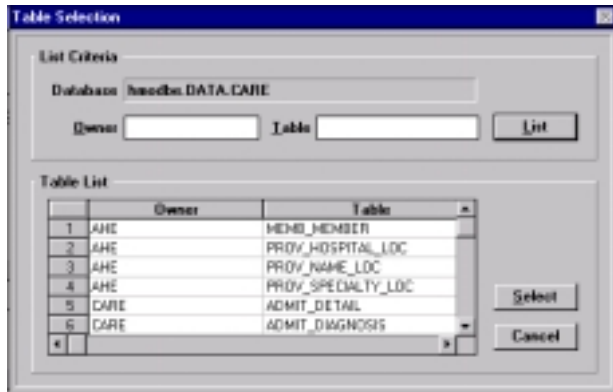 Table Selection
List Criteria
Database hmodbs.DATA.CARE
Owner Table List
Table List
Owner Table
1 AHE MEMB_MEMBER
2 AHE PROV_HOSPITAL_LOC
3 AHE PROV_NAME_LOC
4 AHE PROV_SPECIALTY_LOC
5 CARE ADMIT_DETAIL
6 CARE ADMIT_DIAGNOSIS
Select
Cancel